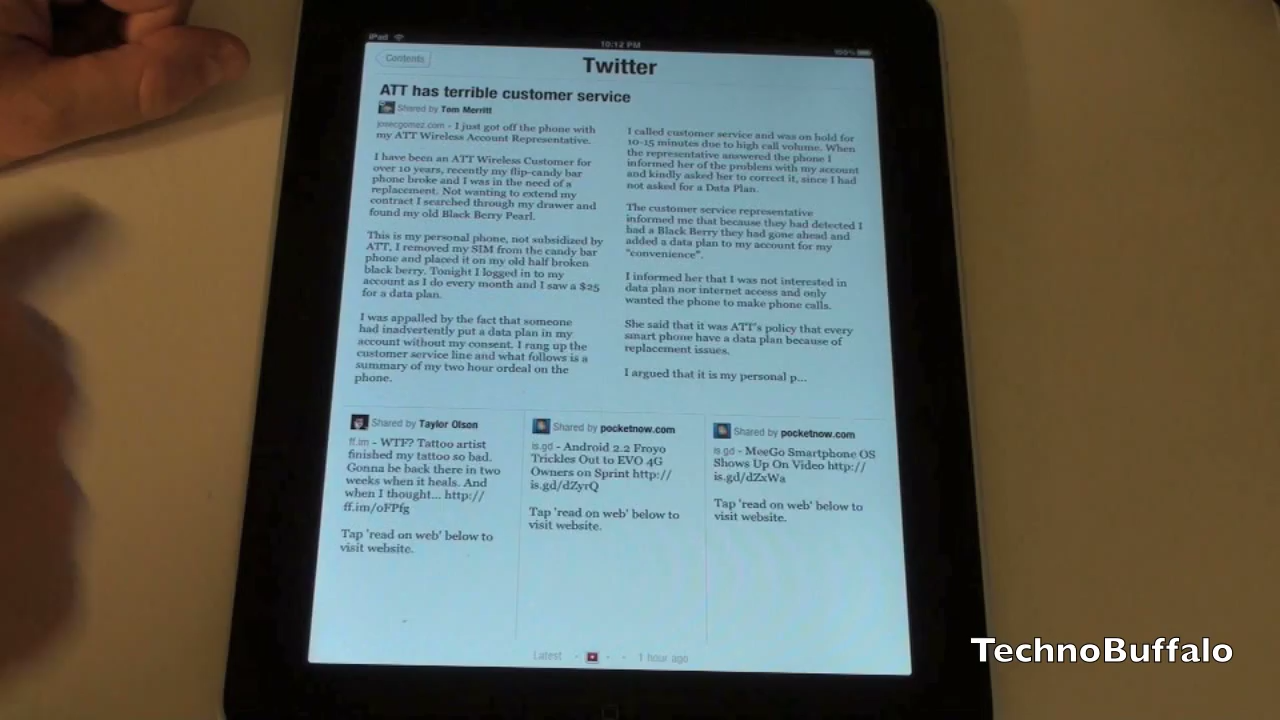 iPad
10:12 PM
100%
Contents
Twitter
ATT has terrible customer service
Shared by Tom Merritt
josecgomez.com - I just got off the phone with
my ATT Wireless Account Representative.
I have been an ATT Wireless Customer for
over 10 years, recently my flip-candy bar
phone broke and I was in the need of a
replacement. Not wanting to extend my
contract I searched through my drawer and
found my old Black Berry Pearl.
This is my personal phone, not subsidized by
ATT, I removed my SIM from the candy bar
phone and placed it on my old half broken
black berry. Tonight I logged in to my
account as I do every month and I saw a $25
for a data plan.
I was appalled by the fact that someone
had inadvertently put a data plan in my
account without my consent. I rang up the
customer service line and what follows is a
summary of my two hour ordeal on the
phone.
I called customer service and was on hold for
10-15 minutes due to high call volume. When
the representative answered the phone I
informed her of the problem with my account
and kindly asked her to correct it, since I had
not asked for a Data Plan.
The customer service representative
informed me that because they had detected I
had a Black Berry they had gone ahead and
added a data plan to my account for my
"convenience".
I informed her that I was not interested in
data plan nor internet access and only
wanted the phone to make phone calls.
She said that it was ATT's policy that every
smart phone have a data plan because of
replacement issues.
I argued that it is my personal p...
Shared by Taylor Olson
ff.im - WTF? Tattoo artist
finished my tattoo so bad.
Gonna be back there in two
weeks when it heals. And
when I thought... http://
ff.im/oFPfg
Tap 'read on web' below to
visit website.
Shared by pocketnow.com
is.gd - Android 2.2 Froyo
Trickles Out to EVO 4G
Owners on Sprint http://
is.gd/dZyrQ
Tap 'read on web' below to
visit website.
Shared by pocketnow.com
is.gd - MeeGo Smartphone OS
Shows Up On Video http://
is.gd/dZxWa
Tap 'read on web' below to
visit website.
Latest
1 hour ago
TechnoBuffalo